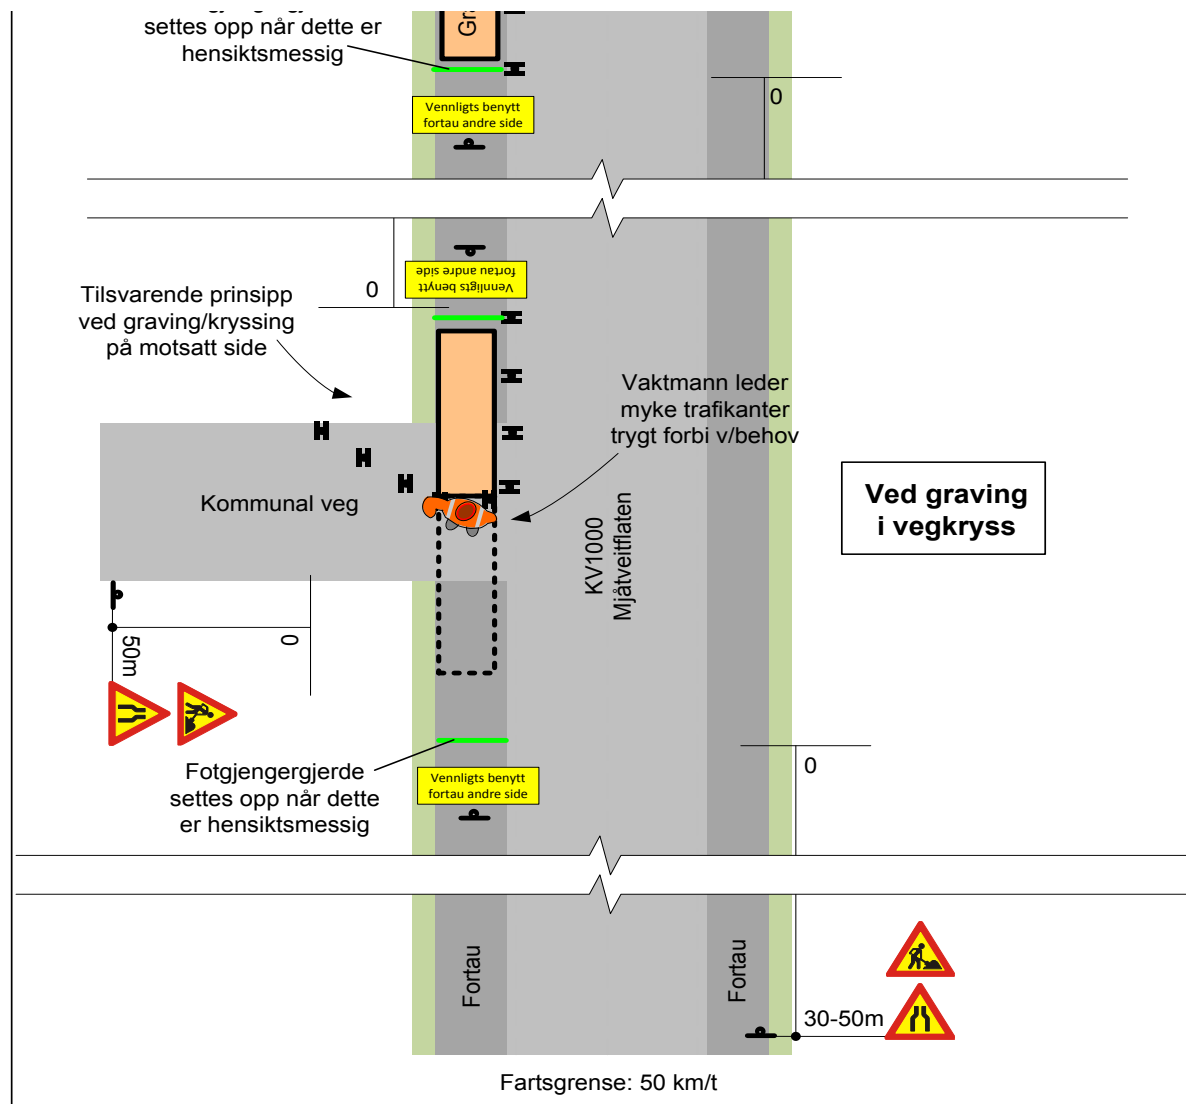 settes opp når dette er
hensiktsmessig
Gra
0
Vennligts benytt
fortau andre side
Vennligts benytt
fortau andre side
0
Tilsvarende prinsipp
ved graving/kryssing
på motsatt side
Vaktmann leder
myke trafikanter
trygt forbi v/behov
Kommunal veg
KV1000
Mjåtveitflaten
Ved graving
i vegkryss
50m
0
Fotgjengergjerde
settes opp når dette
er hensiktsmessig
Vennligts benytt
fortau andre side
0
Fortau
Fortau
30-50m
Fartsgrense: 50 km/t